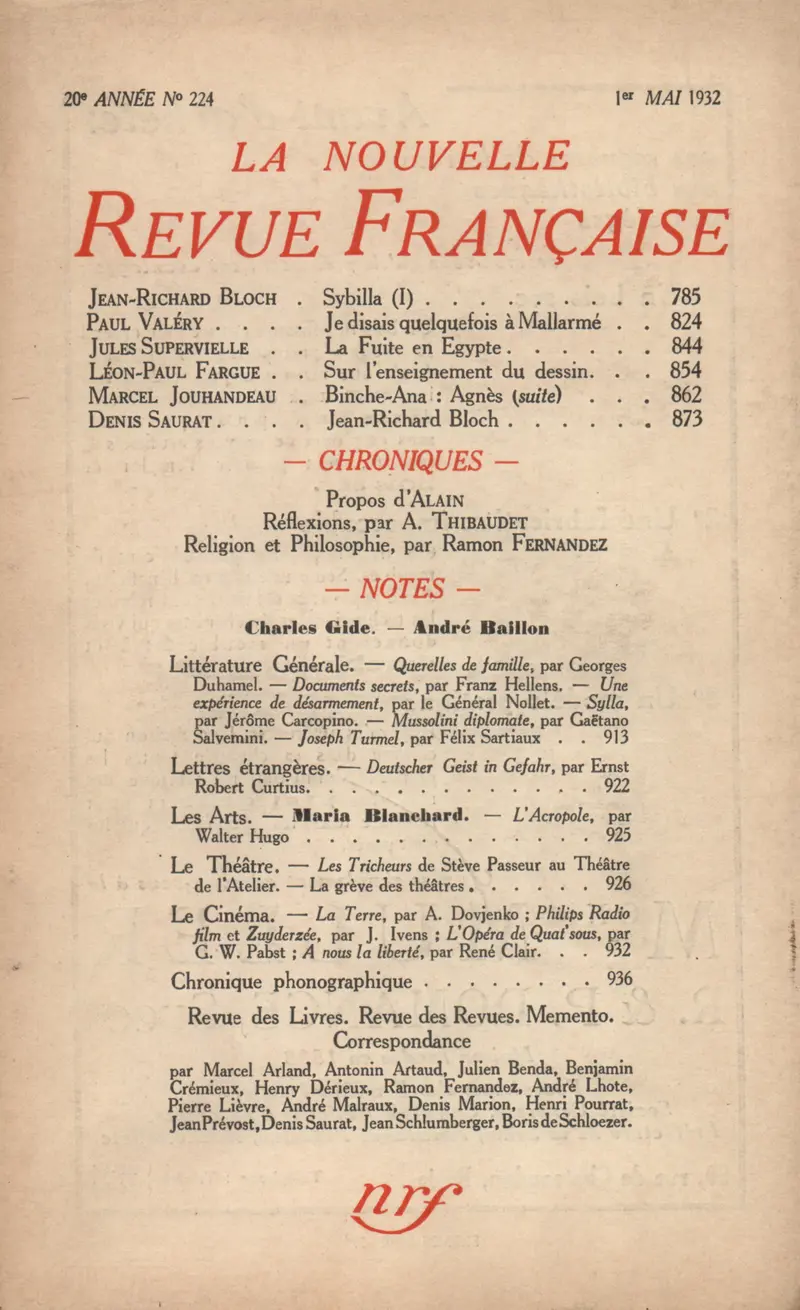 20e ANNÉE No 224 1er MAI 1932
LA NOUVELLE
REVUE FRANÇAISE
JEAN-RICHARD BLOCH . Sybilla (I) . . . . . . . . . . 785
PAUL VALÉRY . . . . Je disais quelquefois à Mallarmé . . 824
JULES SUPERVIELLE . . La Fuite en Egypte . . . . . . 844
LÉON-PAUL FARGUE . . Sur l'enseignement du dessin. . . 854
MARCEL JOUHANDEAU . Binche-Ana : Agnès (suite) . . . 862
DENIS SAURAT . . . . Jean-Richard Bloch . . . . . . 873
— CHRONIQUES —
Propos d'ALAIN
Réflexions, par A. THIBAUDET
Religion et Philosophie, par Ramon FERNANDEZ
— NOTES —
Charles Gide. — André Baillon
Littérature Générale. — Querelles de famille, par Georges
Duhamel. — Documents secrets, par Franz Hellens. — Une
expérience de désarmement, par le Général Nollet. — Sylla,
par Jérôme Carcopino. — Mussolini diplomate, par Gaëtano
Salvemini. — Joseph Turmel, par Félix Sartiaux . . 913
Lettres étrangères. — Deutscher Geist in Gefahr, par Ernst
Robert Curtius. . . . . . . . . . . . . 922
Les Arts. — Maria Blanchard. — L'Acropole, par
Walter Hugo . . . . . . . . . . . . . 925
Le Théâtre. — Les Tricheurs de Stève Passeur au Théâtre
de l'Atelier. — La grève des théâtres . . . . . . 926
Le Cinéma. — La Terre, par A. Dovjenko ; Philips Radio
film et Zuyderzée, par J. Ivens ; L'Opéra de Quat'sous, par
G. W. Pabst ; A nous la liberté, par René Clair. . . 932
Chronique phonographique . . . . . . . . 936
Revue des Livres. Revue des Revues. Memento.
Correspondance
par Marcel Arland, Antonin Artaud, Julien Benda, Benjamin
Crémieux, Henry Dérieux, Ramon Fernandez, André Lhote,
Pierre Lièvre, André Malraux, Denis Marion, Henri Pourrat,
Jean Prévost, Denis Saurat, Jean Schlumberger, Boris de Schloezer.
nrf